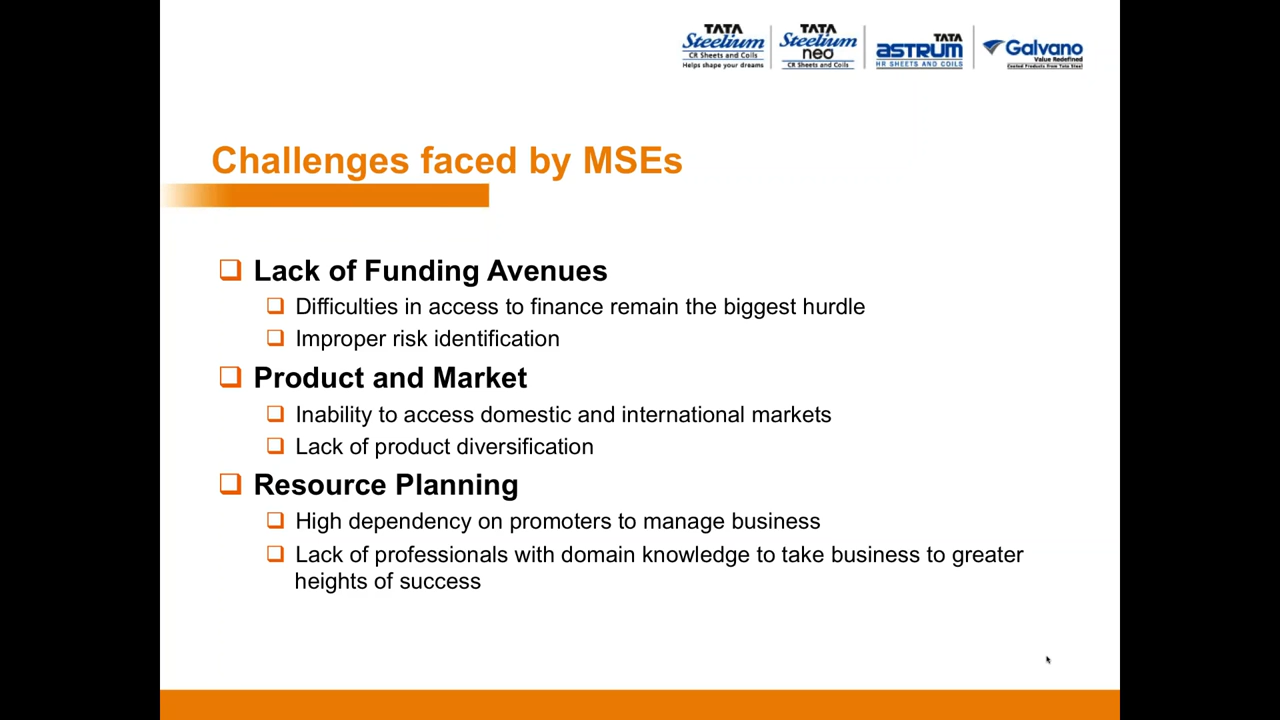 TATA
Steelium
CR Sheets and Coils
Helps shape your dreams
TATA
Steelium
neo
CR Sheets and Coils
TATA
ASTRUM
HR SHEETS AND COILS
Galvano
Value Redefined
Coated Products from Tata Steel
Challenges faced by MSEs
Lack of Funding Avenues
Difficulties in access to finance remain the biggest hurdle
Improper risk identification
Product and Market
Inability to access domestic and international markets
Lack of product diversification
Resource Planning
High dependency on promoters to manage business
Lack of professionals with domain knowledge to take business to greater
heights of success